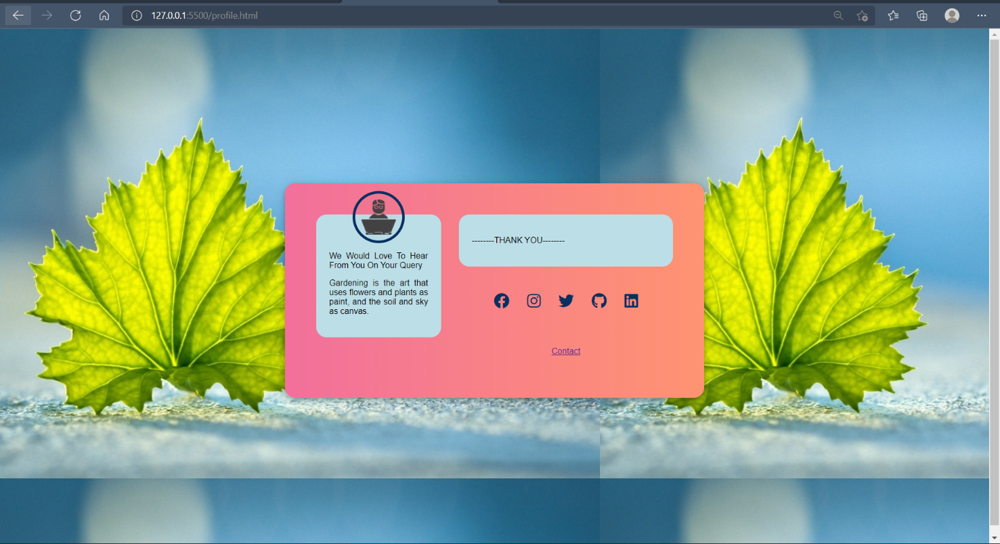 127.0.0.1:5500/profile.html
We Would Love To Hear
From You On Your Query
Gardening is the art that
uses flowers and plants as
paint, and the soil and sky
as canvas.
--------THANK YOU--------
Contact